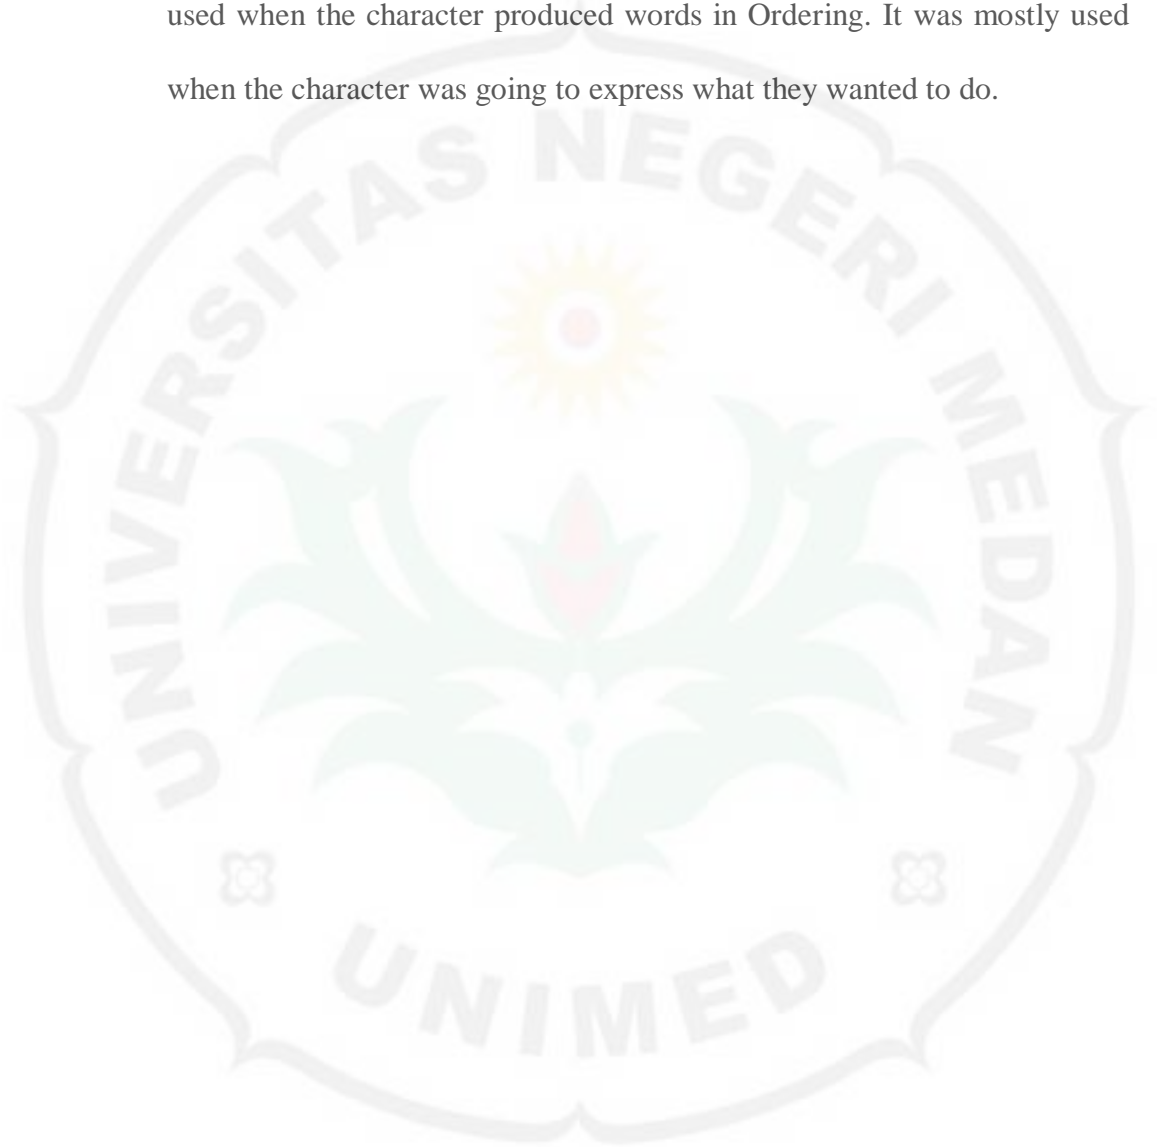 used when the character produced words in Ordering. It was mostly used
when the character was going to express what they wanted to do.
UNIVERSITAS NEGERI MEDAN
UNIMED